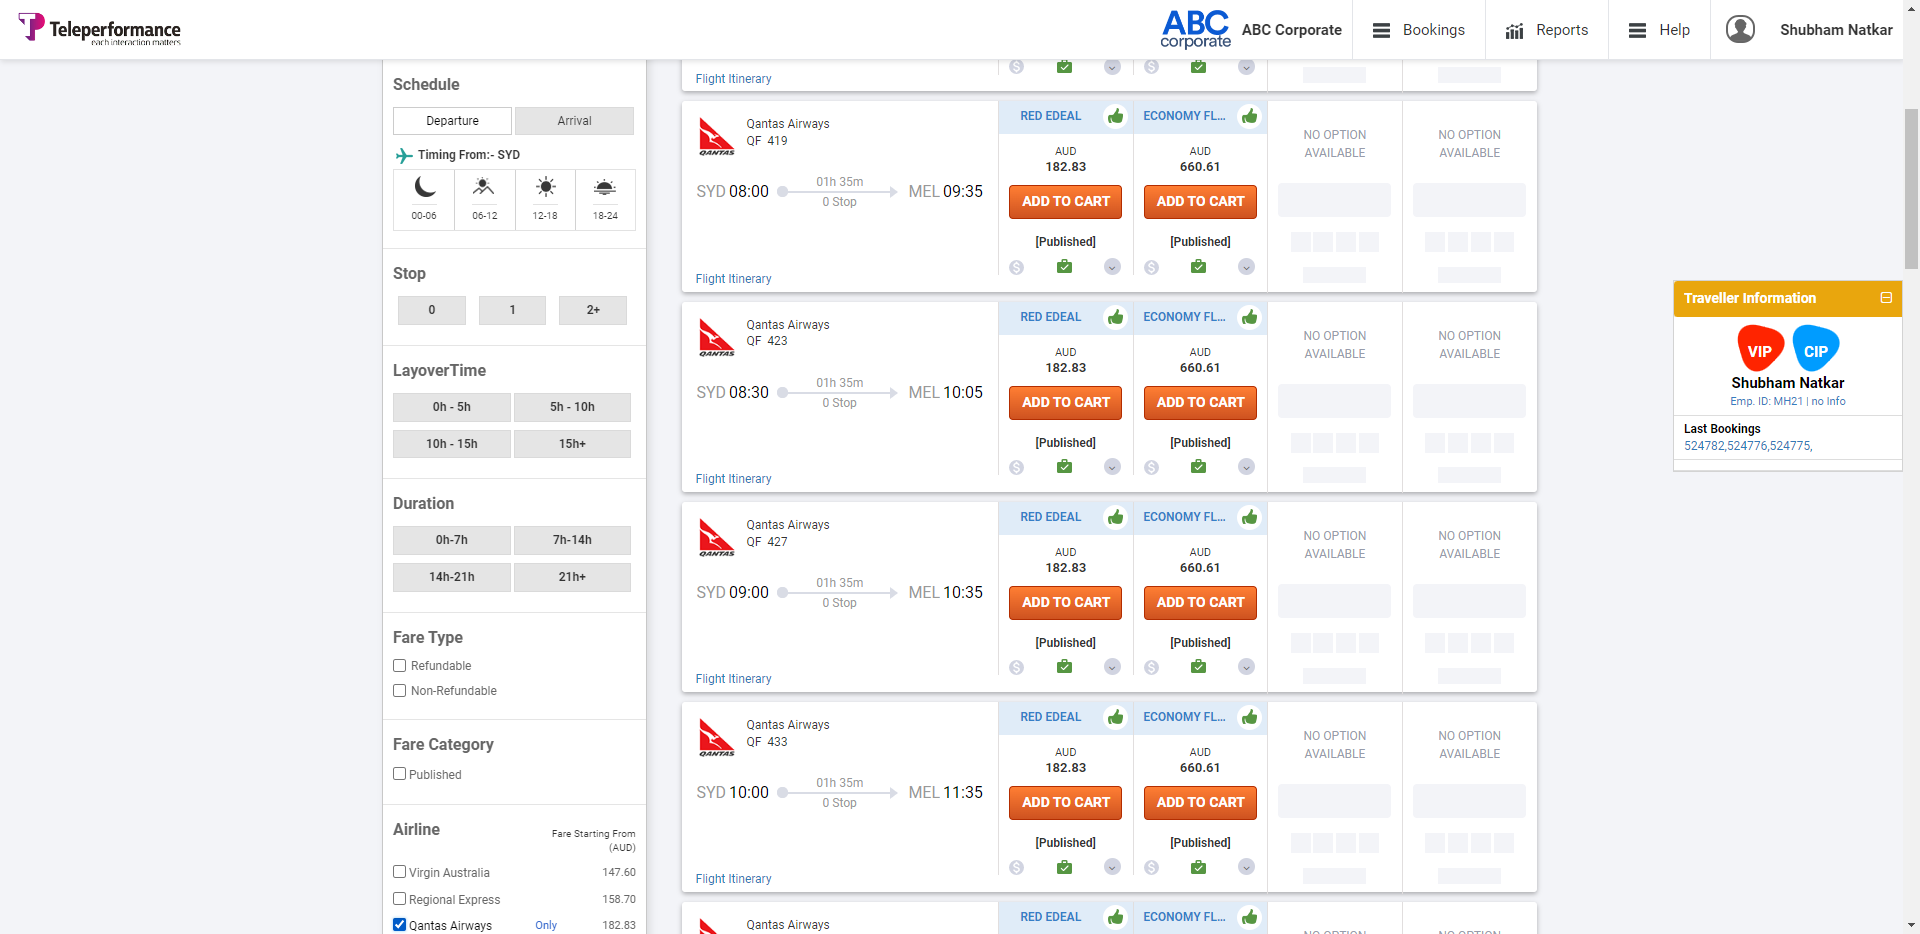 Teleperformance
each interaction matters
ABC
corporate
ABC Corporate
Bookings
Reports
Help
Shubham Natkar
Schedule
Departure
Arrival
Timing From:- SYD
00-06
06-12
12-18
18-24
Stop
0
1
2+
LayoverTime
0h - 5h
5h - 10h
10h - 15h
15h+
Duration
0h-7h
7h-14h
14h-21h
21h+
Fare Type
Refundable
Non-Refundable
Fare Category
Published
Airline
Fare Starting From
(AUD)
Virgin Australia
147.60
Regional Express
158.70
Qantas Airways
Only
182.83
Flight Itinerary
QANTAS
Qantas Airways
QF 419
SYD 08:00
01h 35m
0 Stop
MEL 09:35
Flight Itinerary
RED EDEAL
AUD
182.83
ADD TO CART
[Published]
ECONOMY FL...
AUD
660.61
ADD TO CART
[Published]
NO OPTION
AVAILABLE
NO OPTION
AVAILABLE
QANTAS
Qantas Airways
QF 423
SYD 08:30
01h 35m
0 Stop
MEL 10:05
Flight Itinerary
RED EDEAL
AUD
182.83
ADD TO CART
[Published]
ECONOMY FL...
AUD
660.61
ADD TO CART
[Published]
NO OPTION
AVAILABLE
NO OPTION
AVAILABLE
QANTAS
Qantas Airways
QF 427
SYD 09:00
01h 35m
0 Stop
MEL 10:35
Flight Itinerary
RED EDEAL
AUD
182.83
ADD TO CART
[Published]
ECONOMY FL...
AUD
660.61
ADD TO CART
[Published]
NO OPTION
AVAILABLE
NO OPTION
AVAILABLE
QANTAS
Qantas Airways
QF 433
SYD 10:00
01h 35m
0 Stop
MEL 11:35
Flight Itinerary
RED EDEAL
AUD
182.83
ADD TO CART
[Published]
ECONOMY FL...
AUD
660.61
ADD TO CART
[Published]
NO OPTION
AVAILABLE
NO OPTION
AVAILABLE
Qantas Airways
RED EDEAL
ECONOMY FL...
NO OPTION
NO OPTION
Traveller Information
VIP
CIP
Shubham Natkar
Emp. ID: MH21 | no Info
Last Bookings
524782,524776,524775,